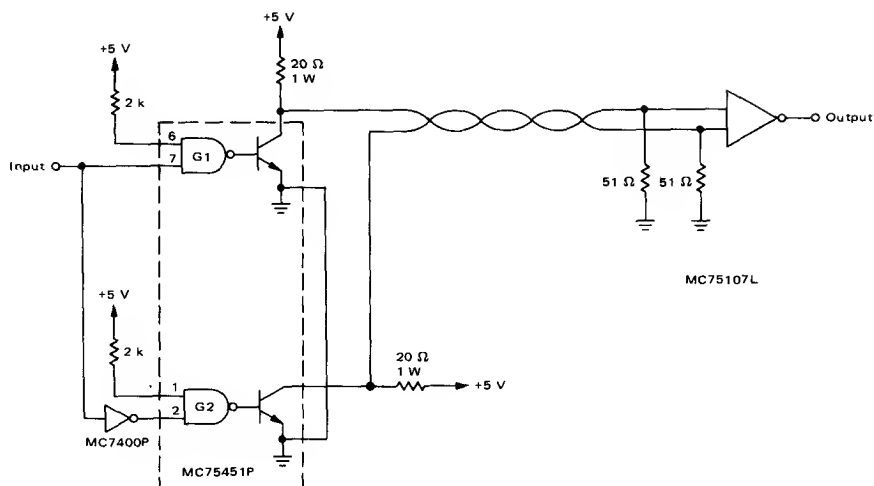 +5 V
+5 V
20 Ω
1 W
2 k
6
G1
7
Input
Output
51 Ω
51 Ω
MC75107L
+5 V
2 k
20 Ω
1 W
+5 V
1
G2
2
MC7400P
MC75451P